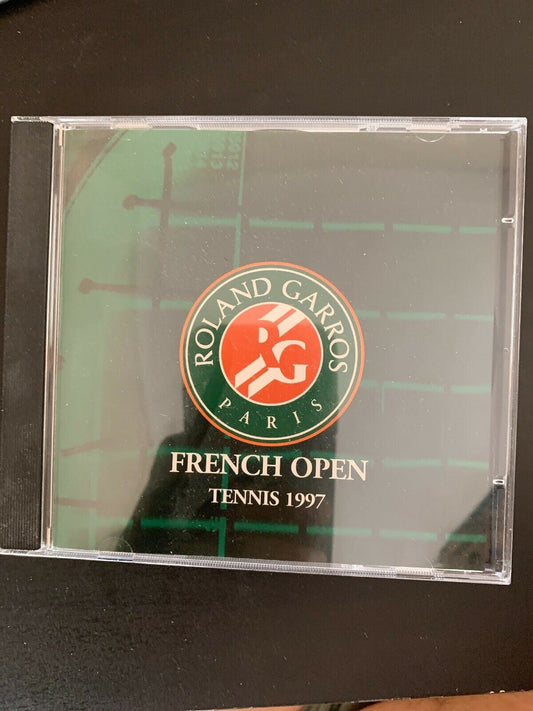 ROLAND GARROS
RG
PARIS
FRENCH OPEN
TENNIS 1997